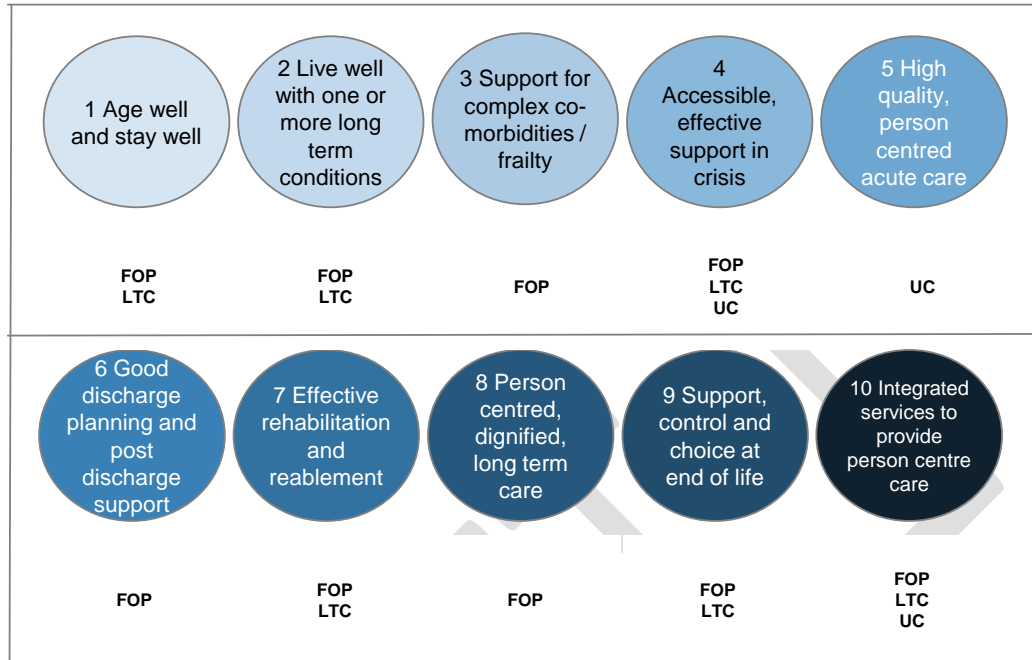 1 Age well
and stay well
2 Live well
with one or
more long
term
conditions
3 Support for
complex co-
morbidities /
frailty
4
Accessible,
effective
support in
crisis
5 High
quality,
person
centred
acute care
FOP
LTC
FOP
LTC
FOP
FOP
LTC
UC
UC
6 Good
discharge
planning and
post
discharge
support
7 Effective
rehabilitation
and
reablement
8 Person
centred,
dignified,
long term
care
9 Support,
control and
choice at
end of life
10 Integrated
services to
provide
person centre
care
FOP
FOP
LTC
FOP
FOP
LTC
FOP
LTC
UC